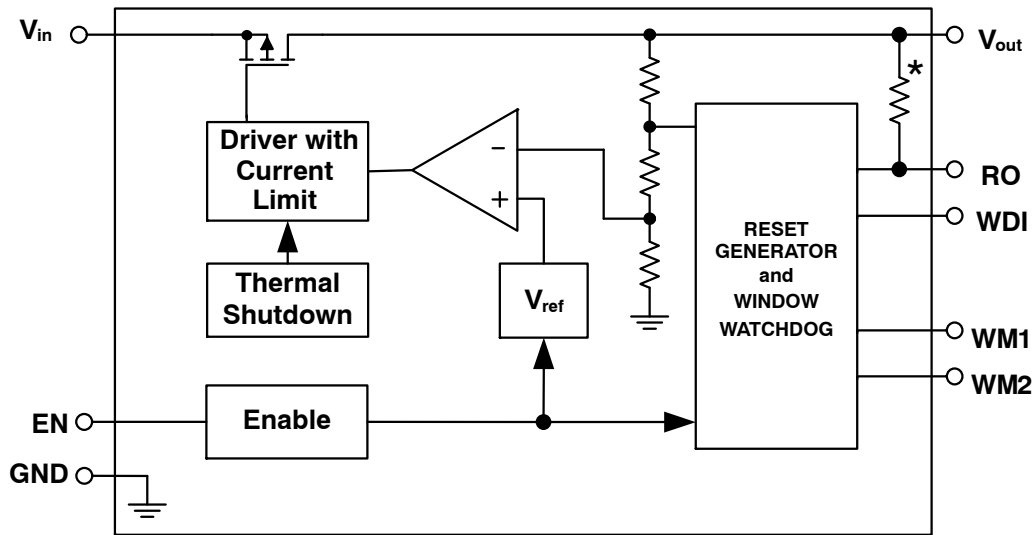 Vin
Vout
*
Driver with
Current
Limit
−
+
RO
WDI
RESET
GENERATOR
and
WINDOW
WATCHDOG
Thermal
Shutdown
Vref
WM1
WM2
EN
Enable
GND